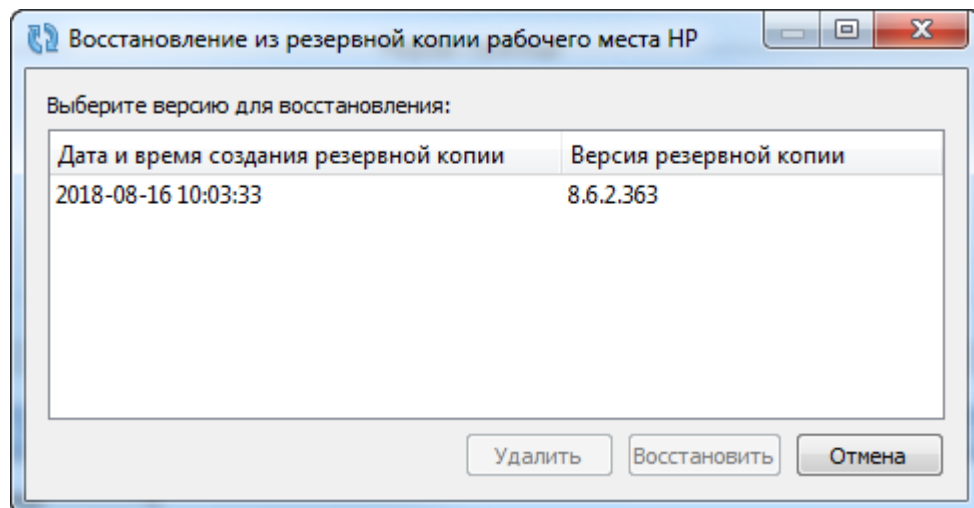 Восстановление из резервной копии рабочего места НР
Выберите версию для восстановления:
Дата и время создания резервной копии Версия резервной копии
2018-08-16 10:03:33 8.6.2.363
Удалить Восстановить Отмена